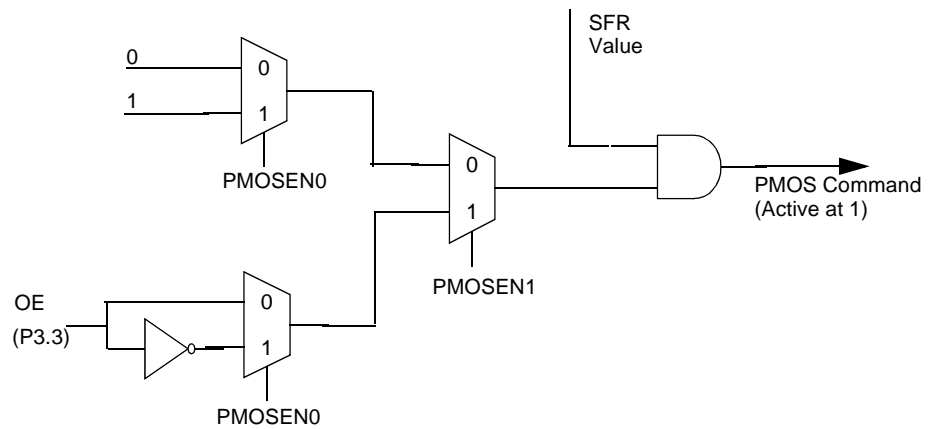 SFR
Value
0
0
1
1
PMOSEN0
0
1
PMOS Command
(Active at 1)
PMOSEN1
OE
(P3.3)
0
1
PMOSEN0